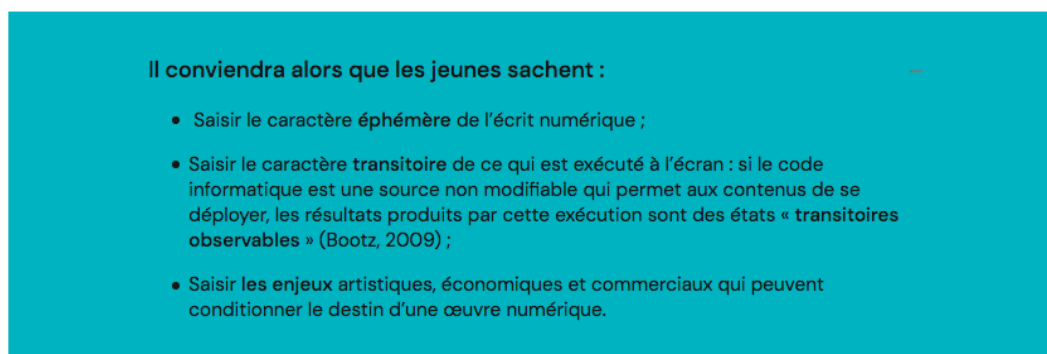 Il conviendra alors que les jeunes sachent :
• Saisir le caractère éphémère de l'écrit numérique ;
• Saisir le caractère transitoire de ce qui est exécuté à l'écran : si le code
informatique est une source non modifiable qui permet aux contenus de se
déployer, les résultats produits par cette exécution sont des états « transitoires
observables » (Bootz, 2009) ;
• Saisir les enjeux artistiques, économiques et commerciaux qui peuvent
conditionner le destin d'une œuvre numérique.